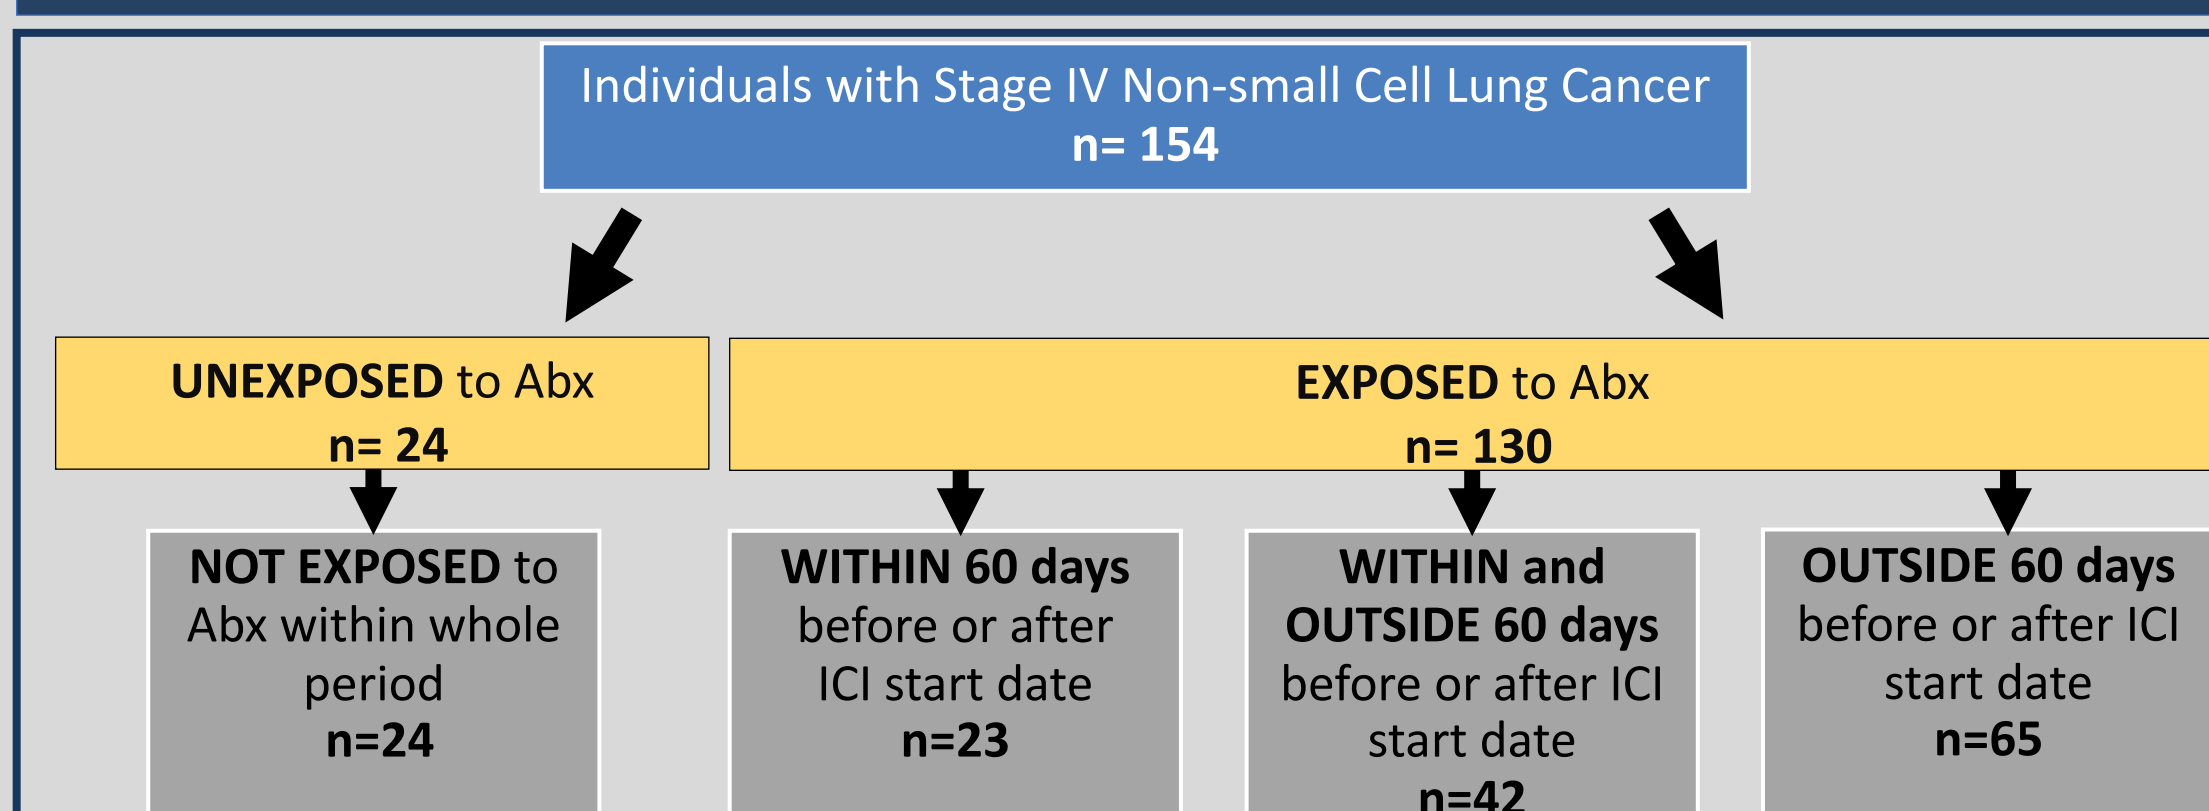 Individuals with Stage IV Non-small Cell Lung Cancer
n= 154
UNEXPOSED to Abx
n= 24
EXPOSED to Abx
n= 130
NOT EXPOSED to
Abx within whole
period
n=24
WITHIN 60 days
before or after
ICI start date
n=23
WITHIN and
OUTSIDE 60 days
before or after ICI
start date
n=42
OUTSIDE 60 days
before or after ICI
start date
n=65